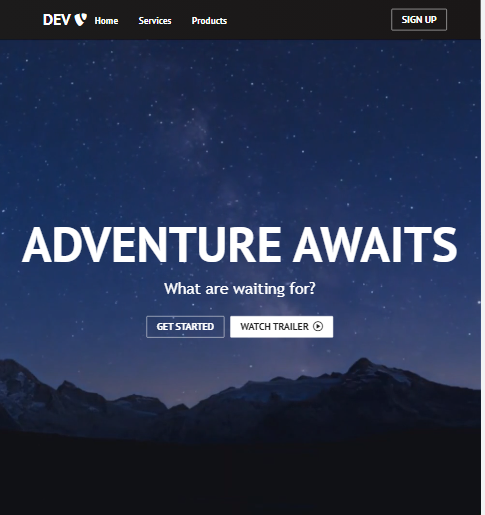 DEV Home Services Products SIGN UP
ADVENTURE AWAITS
What are waiting for?
GET STARTED WATCH TRAILER